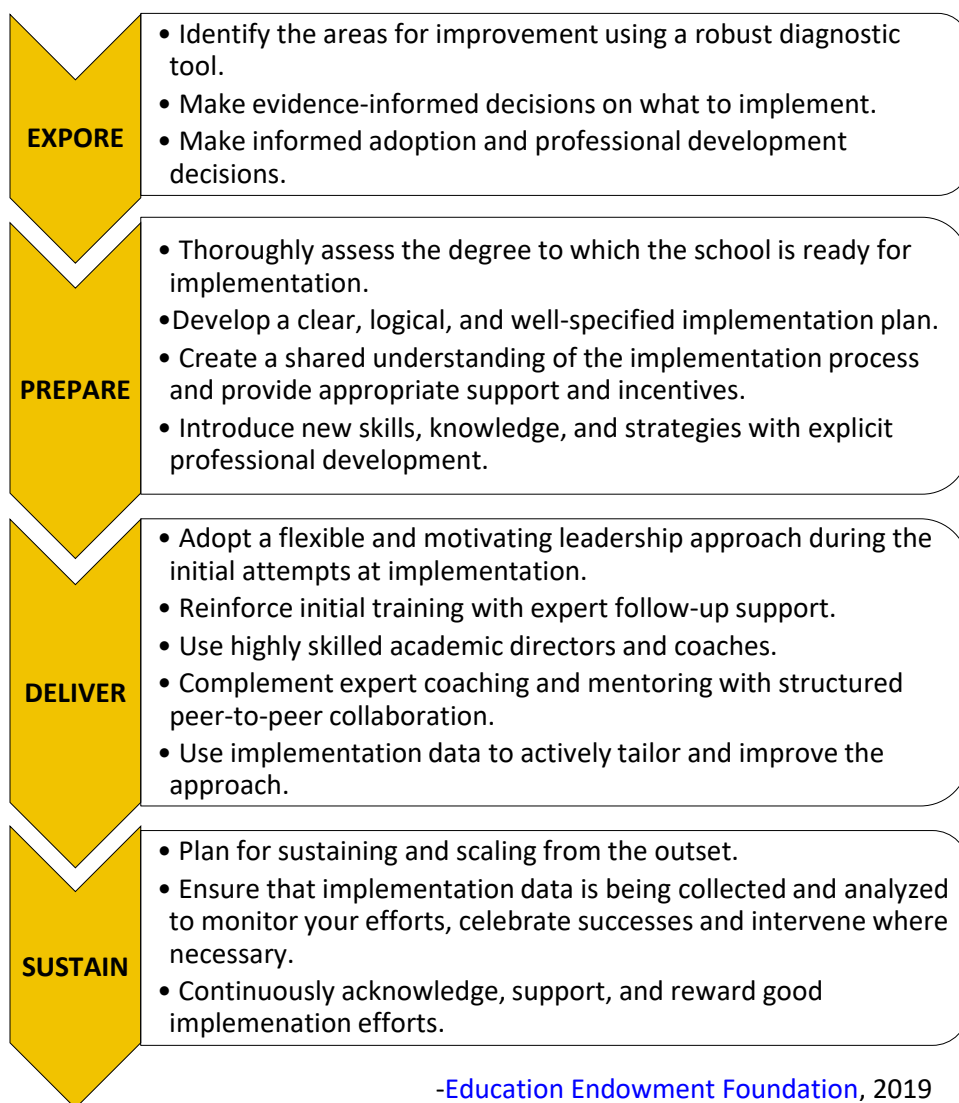 EXPORE
• Identify the areas for improvement using a robust diagnostic
tool.
• Make evidence-informed decisions on what to implement.
• Make informed adoption and professional development
decisions.
PREPARE
• Thoroughly assess the degree to which the school is ready for
implementation.
•Develop a clear, logical, and well-specified implementation plan.
• Create a shared understanding of the implementation process
and provide appropriate support and incentives.
• Introduce new skills, knowledge, and strategies with explicit
professional development.
DELIVER
• Adopt a flexible and motivating leadership approach during the
initial attempts at implementation.
• Reinforce initial training with expert follow-up support.
• Use highly skilled academic directors and coaches.
• Complement expert coaching and mentoring with structured
peer-to-peer collaboration.
• Use implementation data to actively tailor and improve the
approach.
SUSTAIN
• Plan for sustaining and scaling from the outset.
• Ensure that implementation data is being collected and analyzed
to monitor your efforts, celebrate successes and intervene where
necessary.
• Continuously acknowledge, support, and reward good
implemenation efforts.
-Education Endowment Foundation, 2019